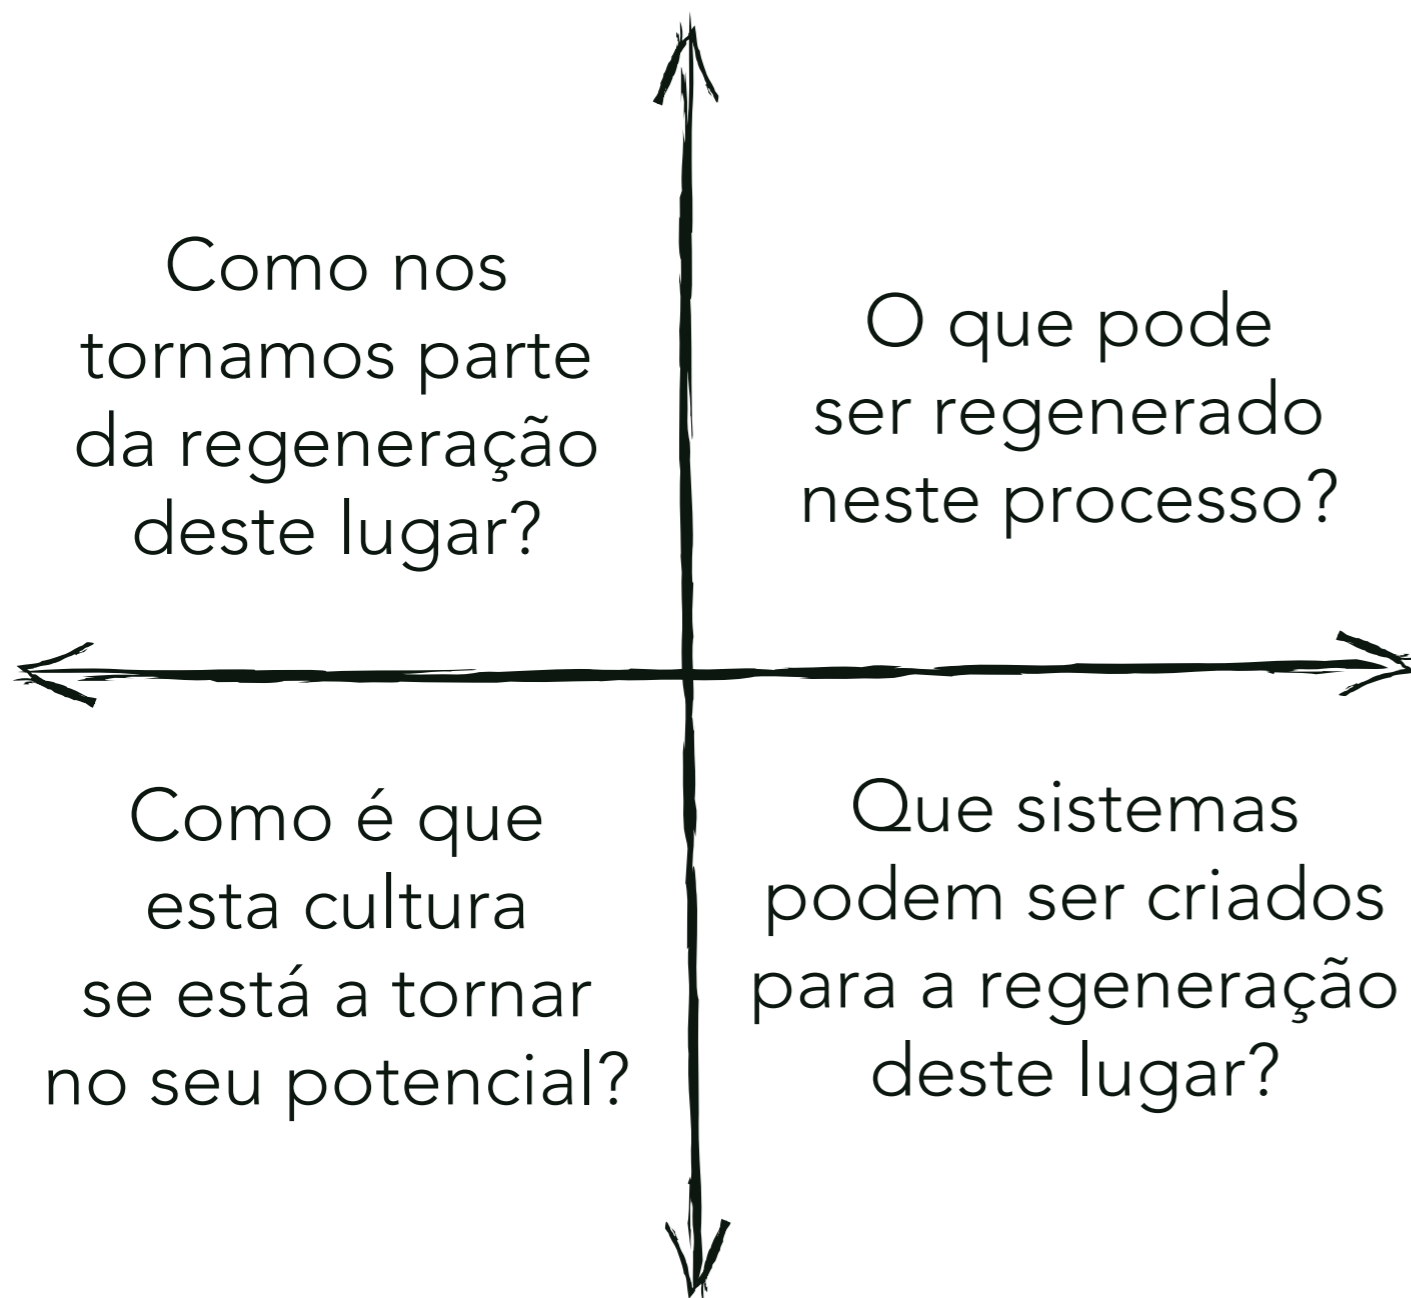 Como nos
tornamos parte
da regeneração
deste lugar?
O que pode
ser regenerado
neste processo?
Como é que
esta cultura
se está a tornar
no seu potencial?
Que sistemas
podem ser criados
para a regeneração
deste lugar?